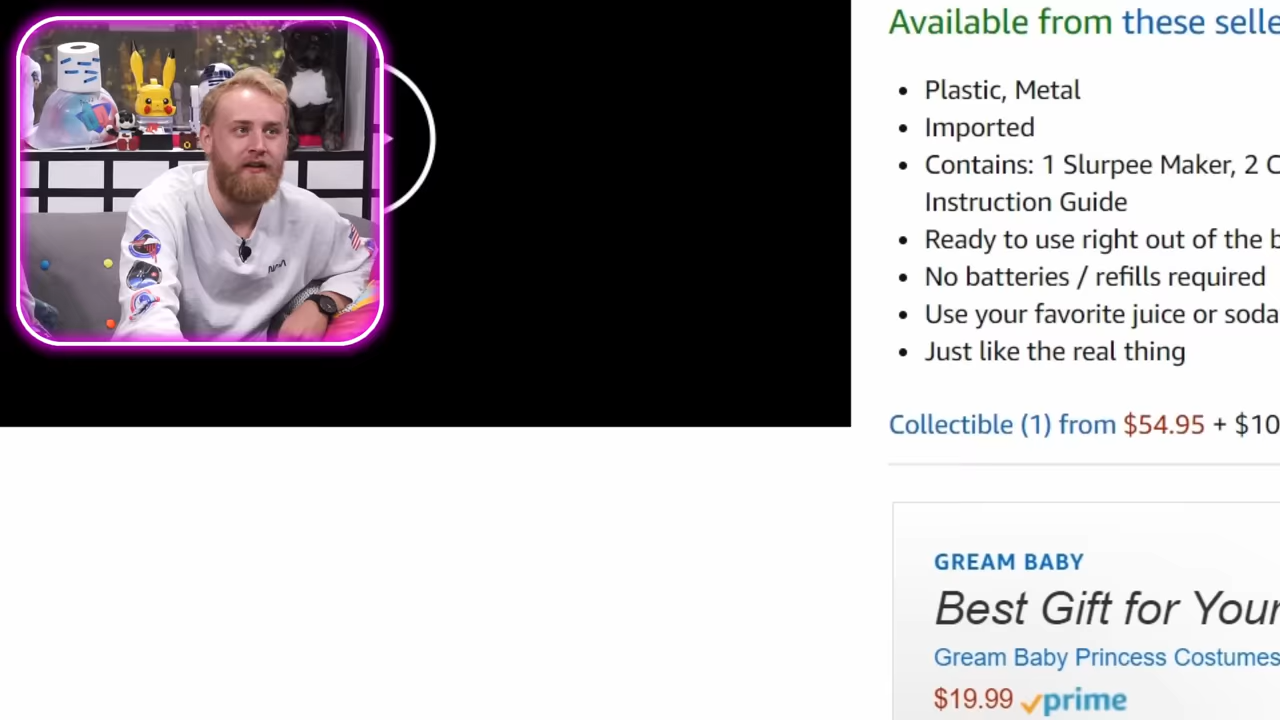 Available from these selle
Plastic, Metal
Imported
Contains: 1 Slurpee Maker, 2 C
Instruction Guide
Ready to use right out of the b
No batteries / refills required
Use your favorite juice or soda
Just like the real thing
Collectible (1) from $54.95 + $10
GREAM BABY
Best Gift for Your
Gream Baby Princess Costumes
$19.99 prime